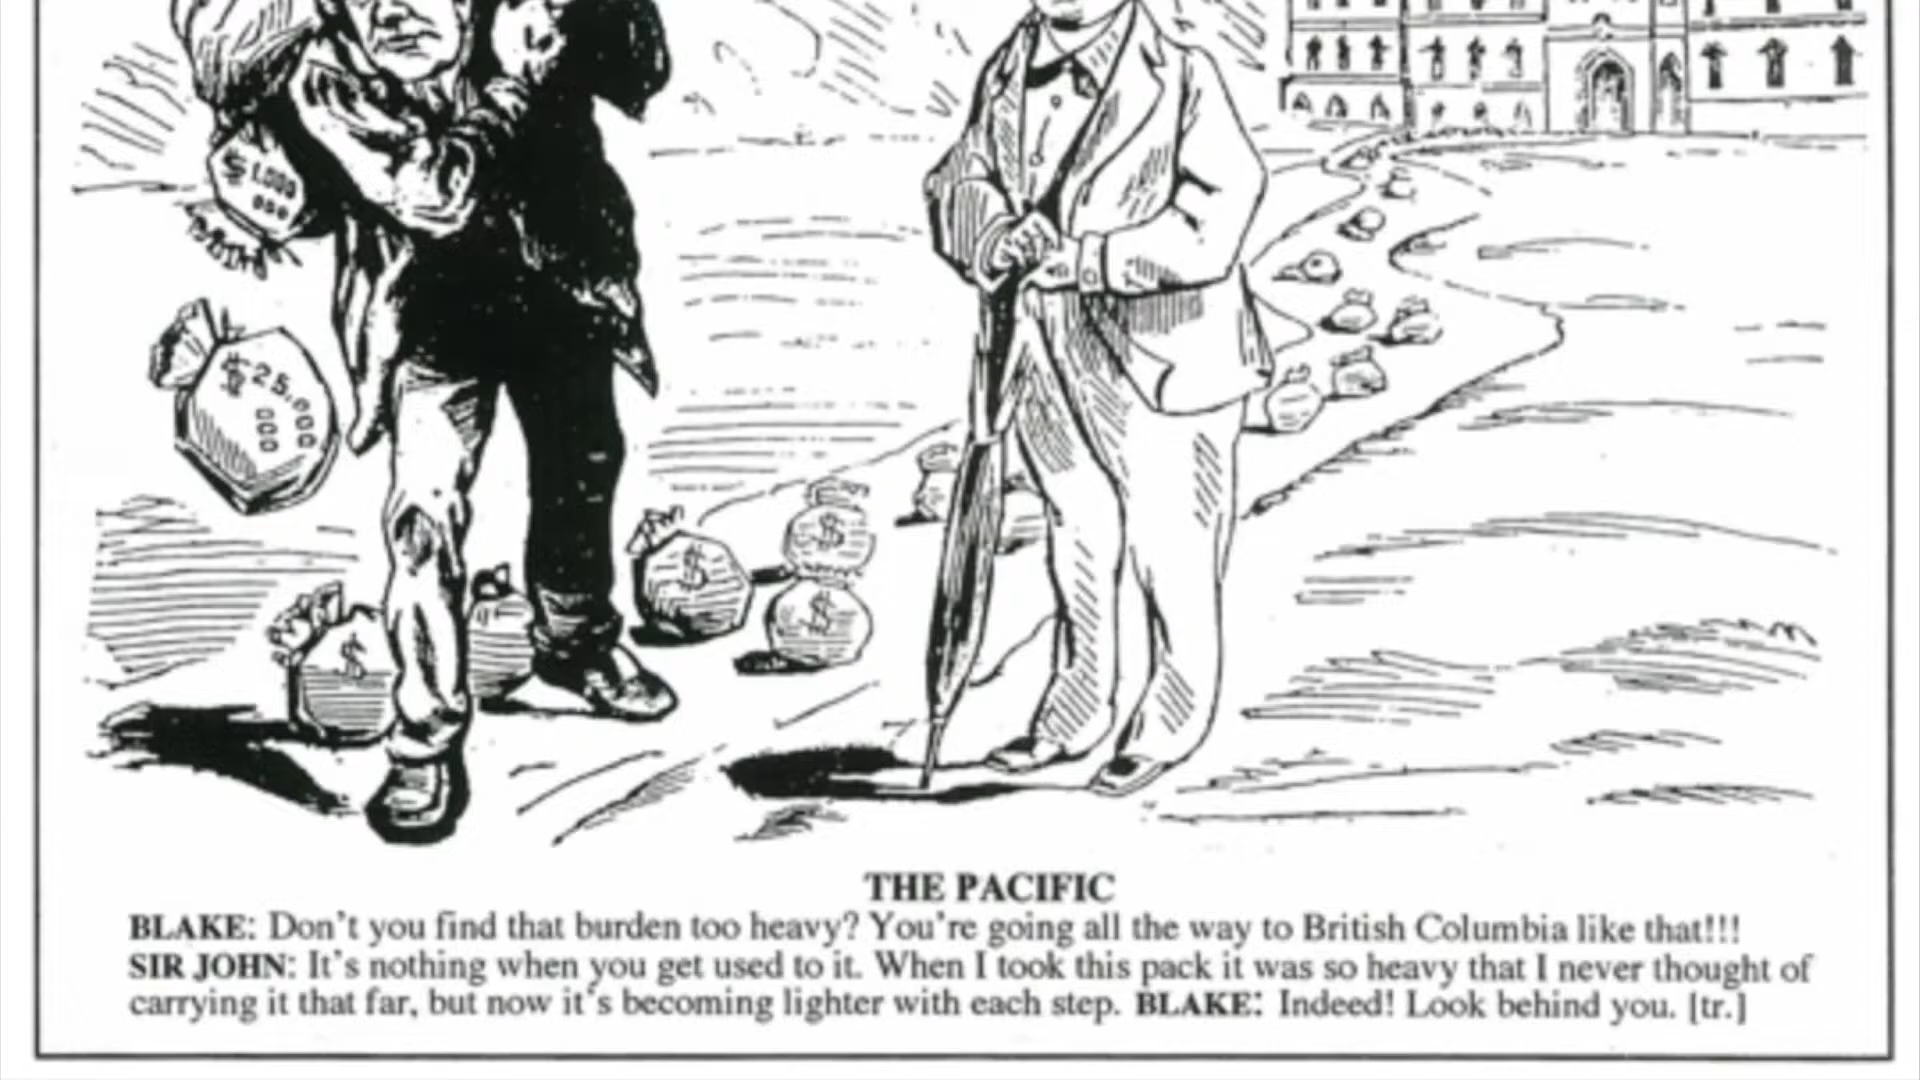 $1,000
000
$25,000
000
$
$
$
$
THE PACIFIC
BLAKE: Don't you find that burden too heavy? You're going all the way to British Columbia like that!!!
SIR JOHN: It's nothing when you get used to it. When I took this pack it was so heavy that I never thought of
carrying it that far, but now it's becoming lighter with each step. BLAKE: Indeed! Look behind you. [tr.]